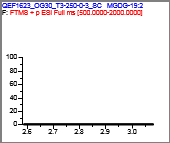 QEF1623_OG30_T3-250-0-3_SC MGDG-19:2
F: FTMS + p ESI Full ms [500.0000-2000.0000]
100
80
60
40
20
0
2.6 2.7 2.8 2.9 3.0